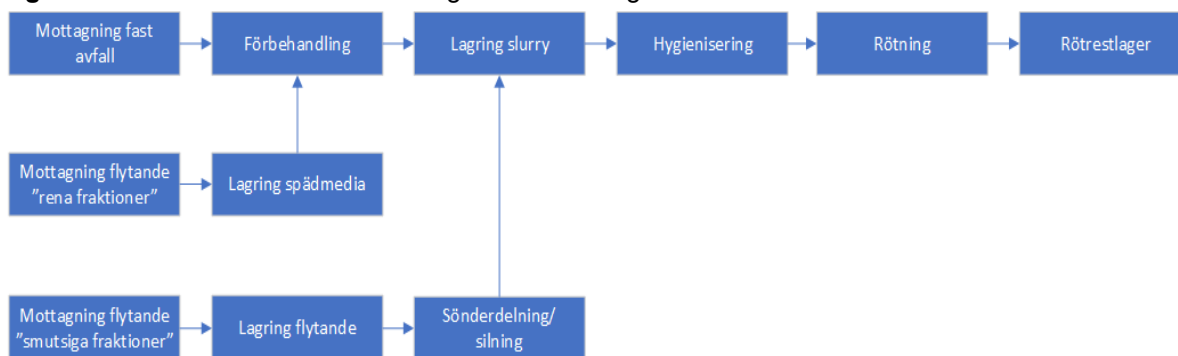 Mottagning fast
avfall
Förbehandling
Lagring slurry
Hygienisering
Rötning
Rötrestlager
Mottagning flytande
"rena fraktioner"
Lagring spädmedia
Mottagning flytande
"smutsiga fraktioner"
Lagring flytande
Sönderdelning/
silning